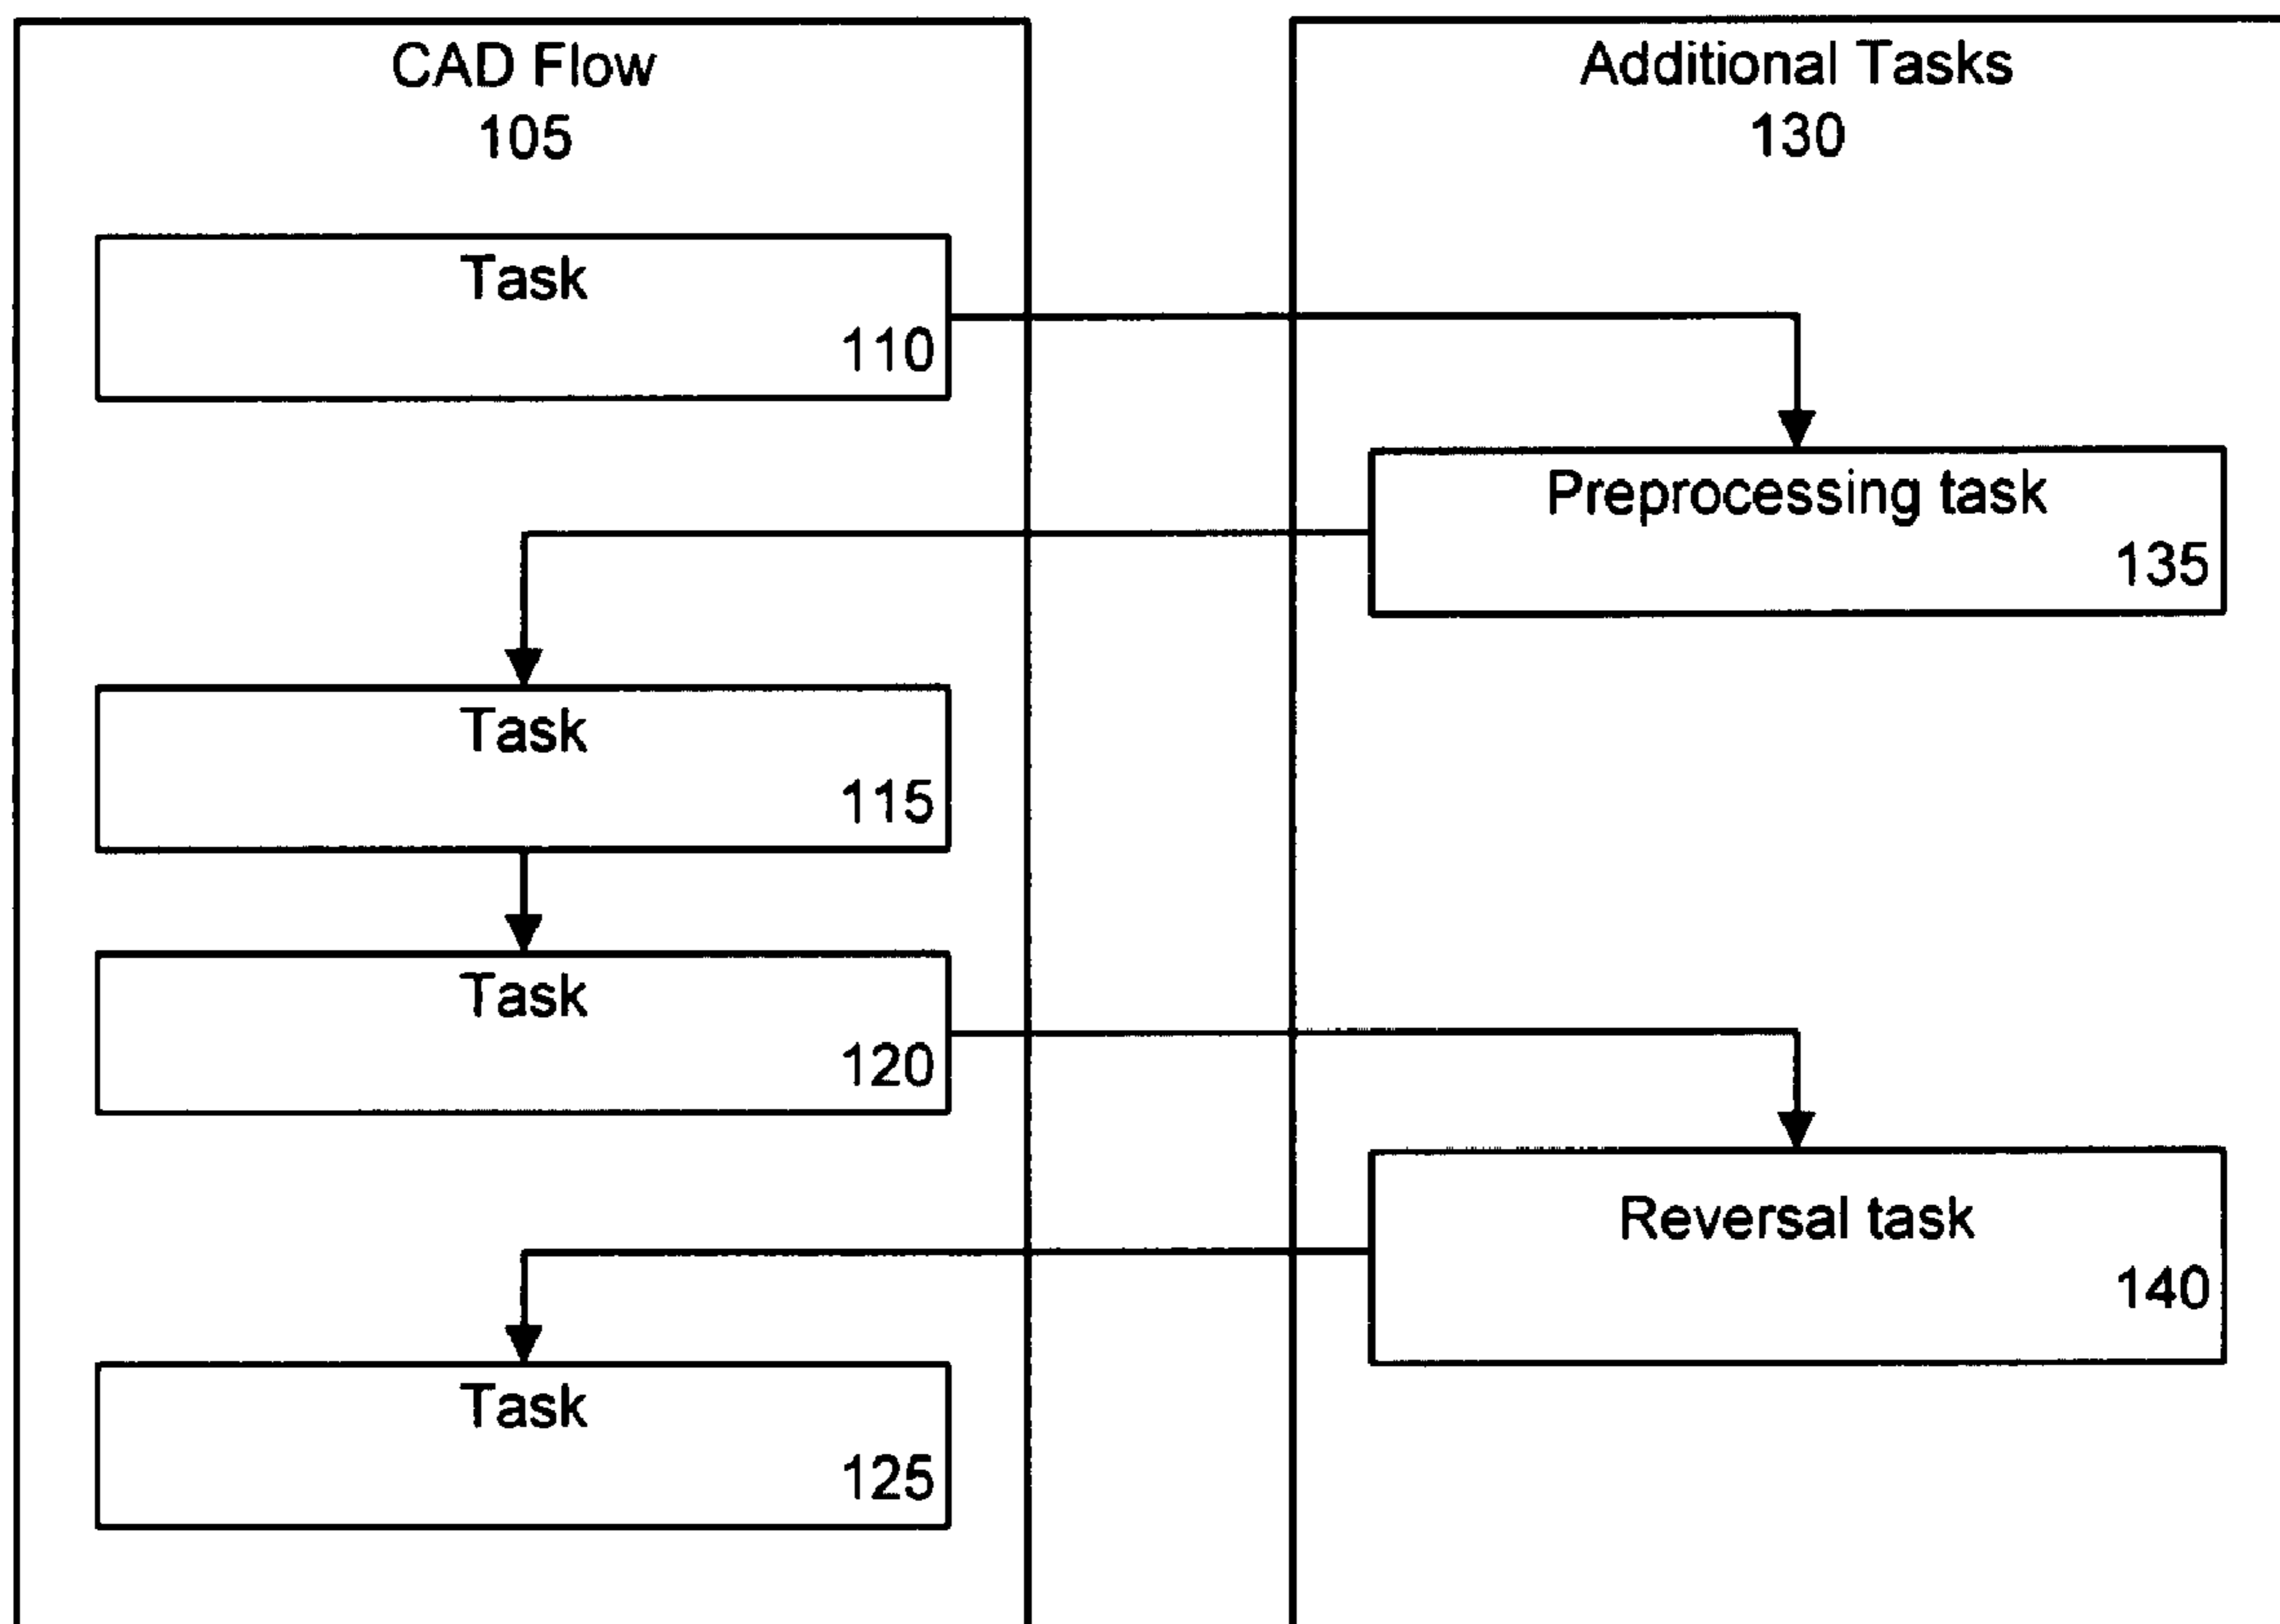 CAD Flow
105
Additional Tasks
130
Task
110
Preprocessing task
135
Task
115
Task
120
Reversal task
140
Task
125